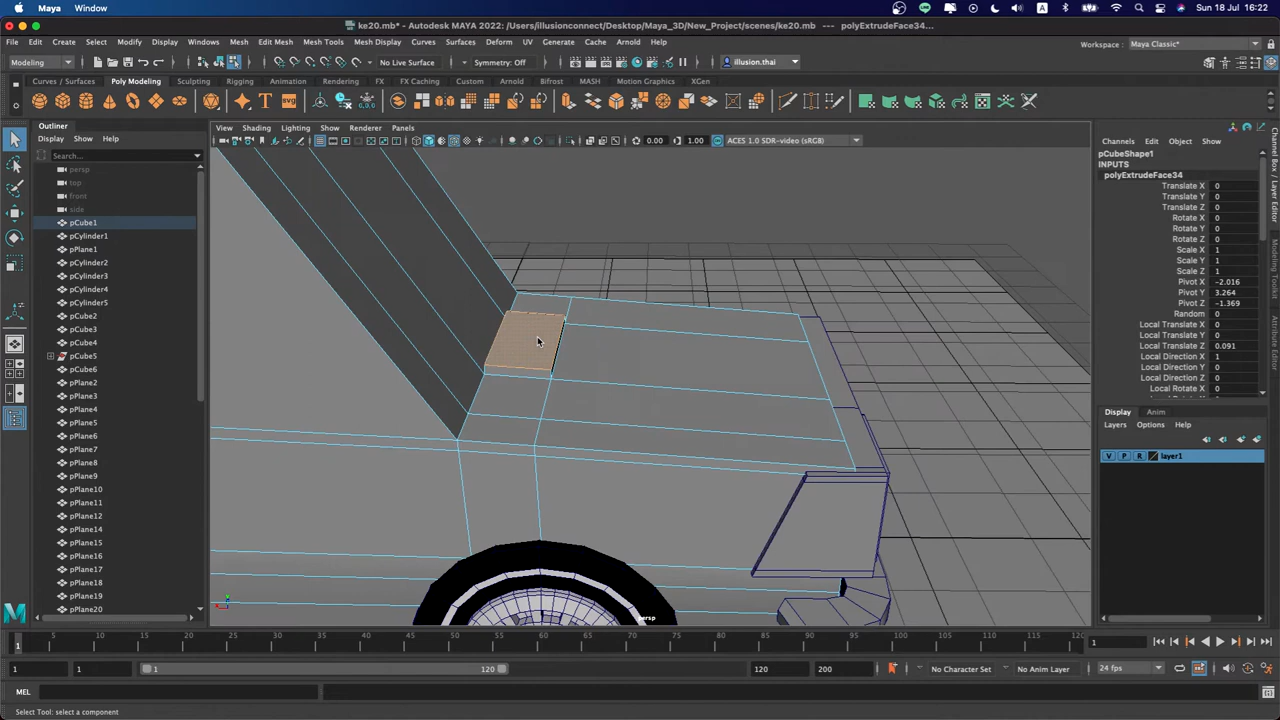 Maya Window Sun 18 Jul 16:22
ke20.mb* - Autodesk MAYA 2022: /Users/illusionconnect/Desktop/Maya_3D/New_Project/scenes/ke20.mb* --- polyExtrudeFace34...
File Edit Create Select Modify Display Windows Mesh Edit Mesh Mesh Tools Mesh Display Curves Surfaces Deform UV Generate Cache Arnold Help Workspace : Maya Classic*
Modeling No Live Surface Symmetry: Off illusion.thai
Curves / Surfaces Poly Modeling Sculpting Rigging Animation Rendering FX FX Caching Custom Arnold Bifrost MASH Motion Graphics XGen
Outliner
Display Show Help
Search...
persp
top
front
side
pCube1
pCylinder1
pPlane1
pCylinder2
pCylinder3
pCylinder4
pCylinder5
pCube2
pCube3
pCube4
pCube5
pCube6
pPlane2
pPlane3
pPlane4
pPlane5
pPlane6
pPlane7
pPlane8
pPlane9
pPlane10
pPlane11
pPlane12
pPlane13
pPlane14
pPlane15
pPlane16
pPlane17
pPlane18
pPlane19
pPlane20
View Shading Lighting Show Renderer Panels
0.00 1.00 ACES 1.0 SDR-video (sRGB)
persp
Channels Edit Object Show
pCubeShape1
INPUTS
polyExtrudeFace34
Translate X 0
Translate Y 0
Translate Z 0
Rotate X 0
Rotate Y 0
Rotate Z 0
Scale X 1
Scale Y 1
Scale Z 1
Pivot X -2.016
Pivot Y 3.264
Pivot Z -1.369
Random 0
Local Translate X 0
Local Translate Y 0
Local Translate Z 0.091
Local Direction X 1
Local Direction Y 0
Local Direction Z 0
Local Rotate X 0
Display Anim
Layers Options Help
V P R layer1
Channel Box / Layer Editor
Modeling Toolkit
Attribute Editor
1 5 10 15 20 25 30 35 40 45 50 55 60 65 70 75 80 85 90 95 100 105 110 115 120 1
1 1 1 120 120 200 No Character Set No Anim Layer 24 fps
MEL
Select Tool: select a component